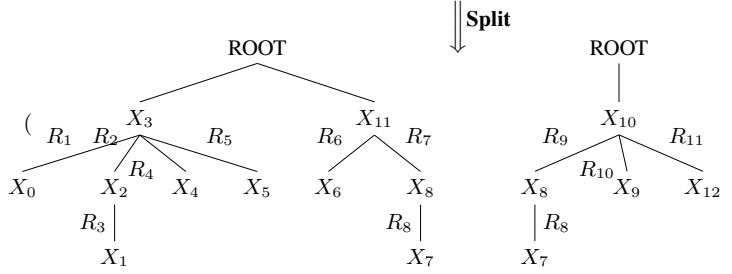 Split
ROOT ROOT
( X₃ X₁₁ X₁₀
R₁ R₂ R₄ R₅ R₆ R₇ R₉ R₁₀ R₁₁
X₀ X₂ X₄ X₅ X₆ X₈ X₈ X₉ X₁₂
R₃ R₈ R₈
X₁ X₇ X₇